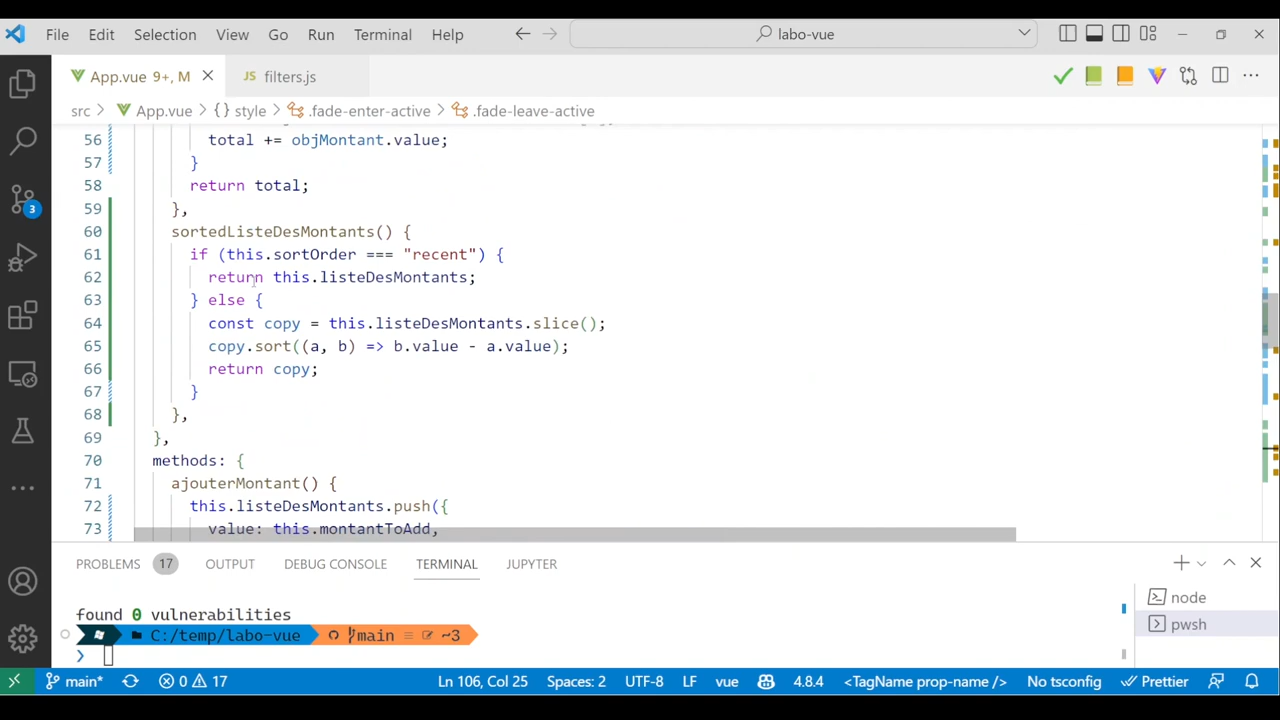 File Edit Selection View Go Run Terminal Help labo-vue
App.vue 9+, M filters.js
src App.vue {} style .fade-enter-active .fade-leave-active
56 total += objMontant.value;
57 }
58 return total;
59 },
60 sortedListeDesMontants() {
61 if (this.sortOrder === "recent") {
62 return this.listeDesMontants;
63 } else {
64 const copy = this.listeDesMontants.slice();
65 copy.sort((a, b) => b.value - a.value);
66 return copy;
67 }
68 },
69 },
70 methods: {
71 ajouterMontant() {
72 this.listeDesMontants.push({
73 value: this.montantToAdd,
PROBLEMS 17 OUTPUT DEBUG CONSOLE TERMINAL JUPYTER
found 0 vulnerabilities
C:/temp/labo-vue main ≡ ~3
node
pwsh
3
main* 0 17 Ln 106, Col 25 Spaces: 2 UTF-8 LF vue 4.8.4 <TagName prop-name /> No tsconfig Prettier